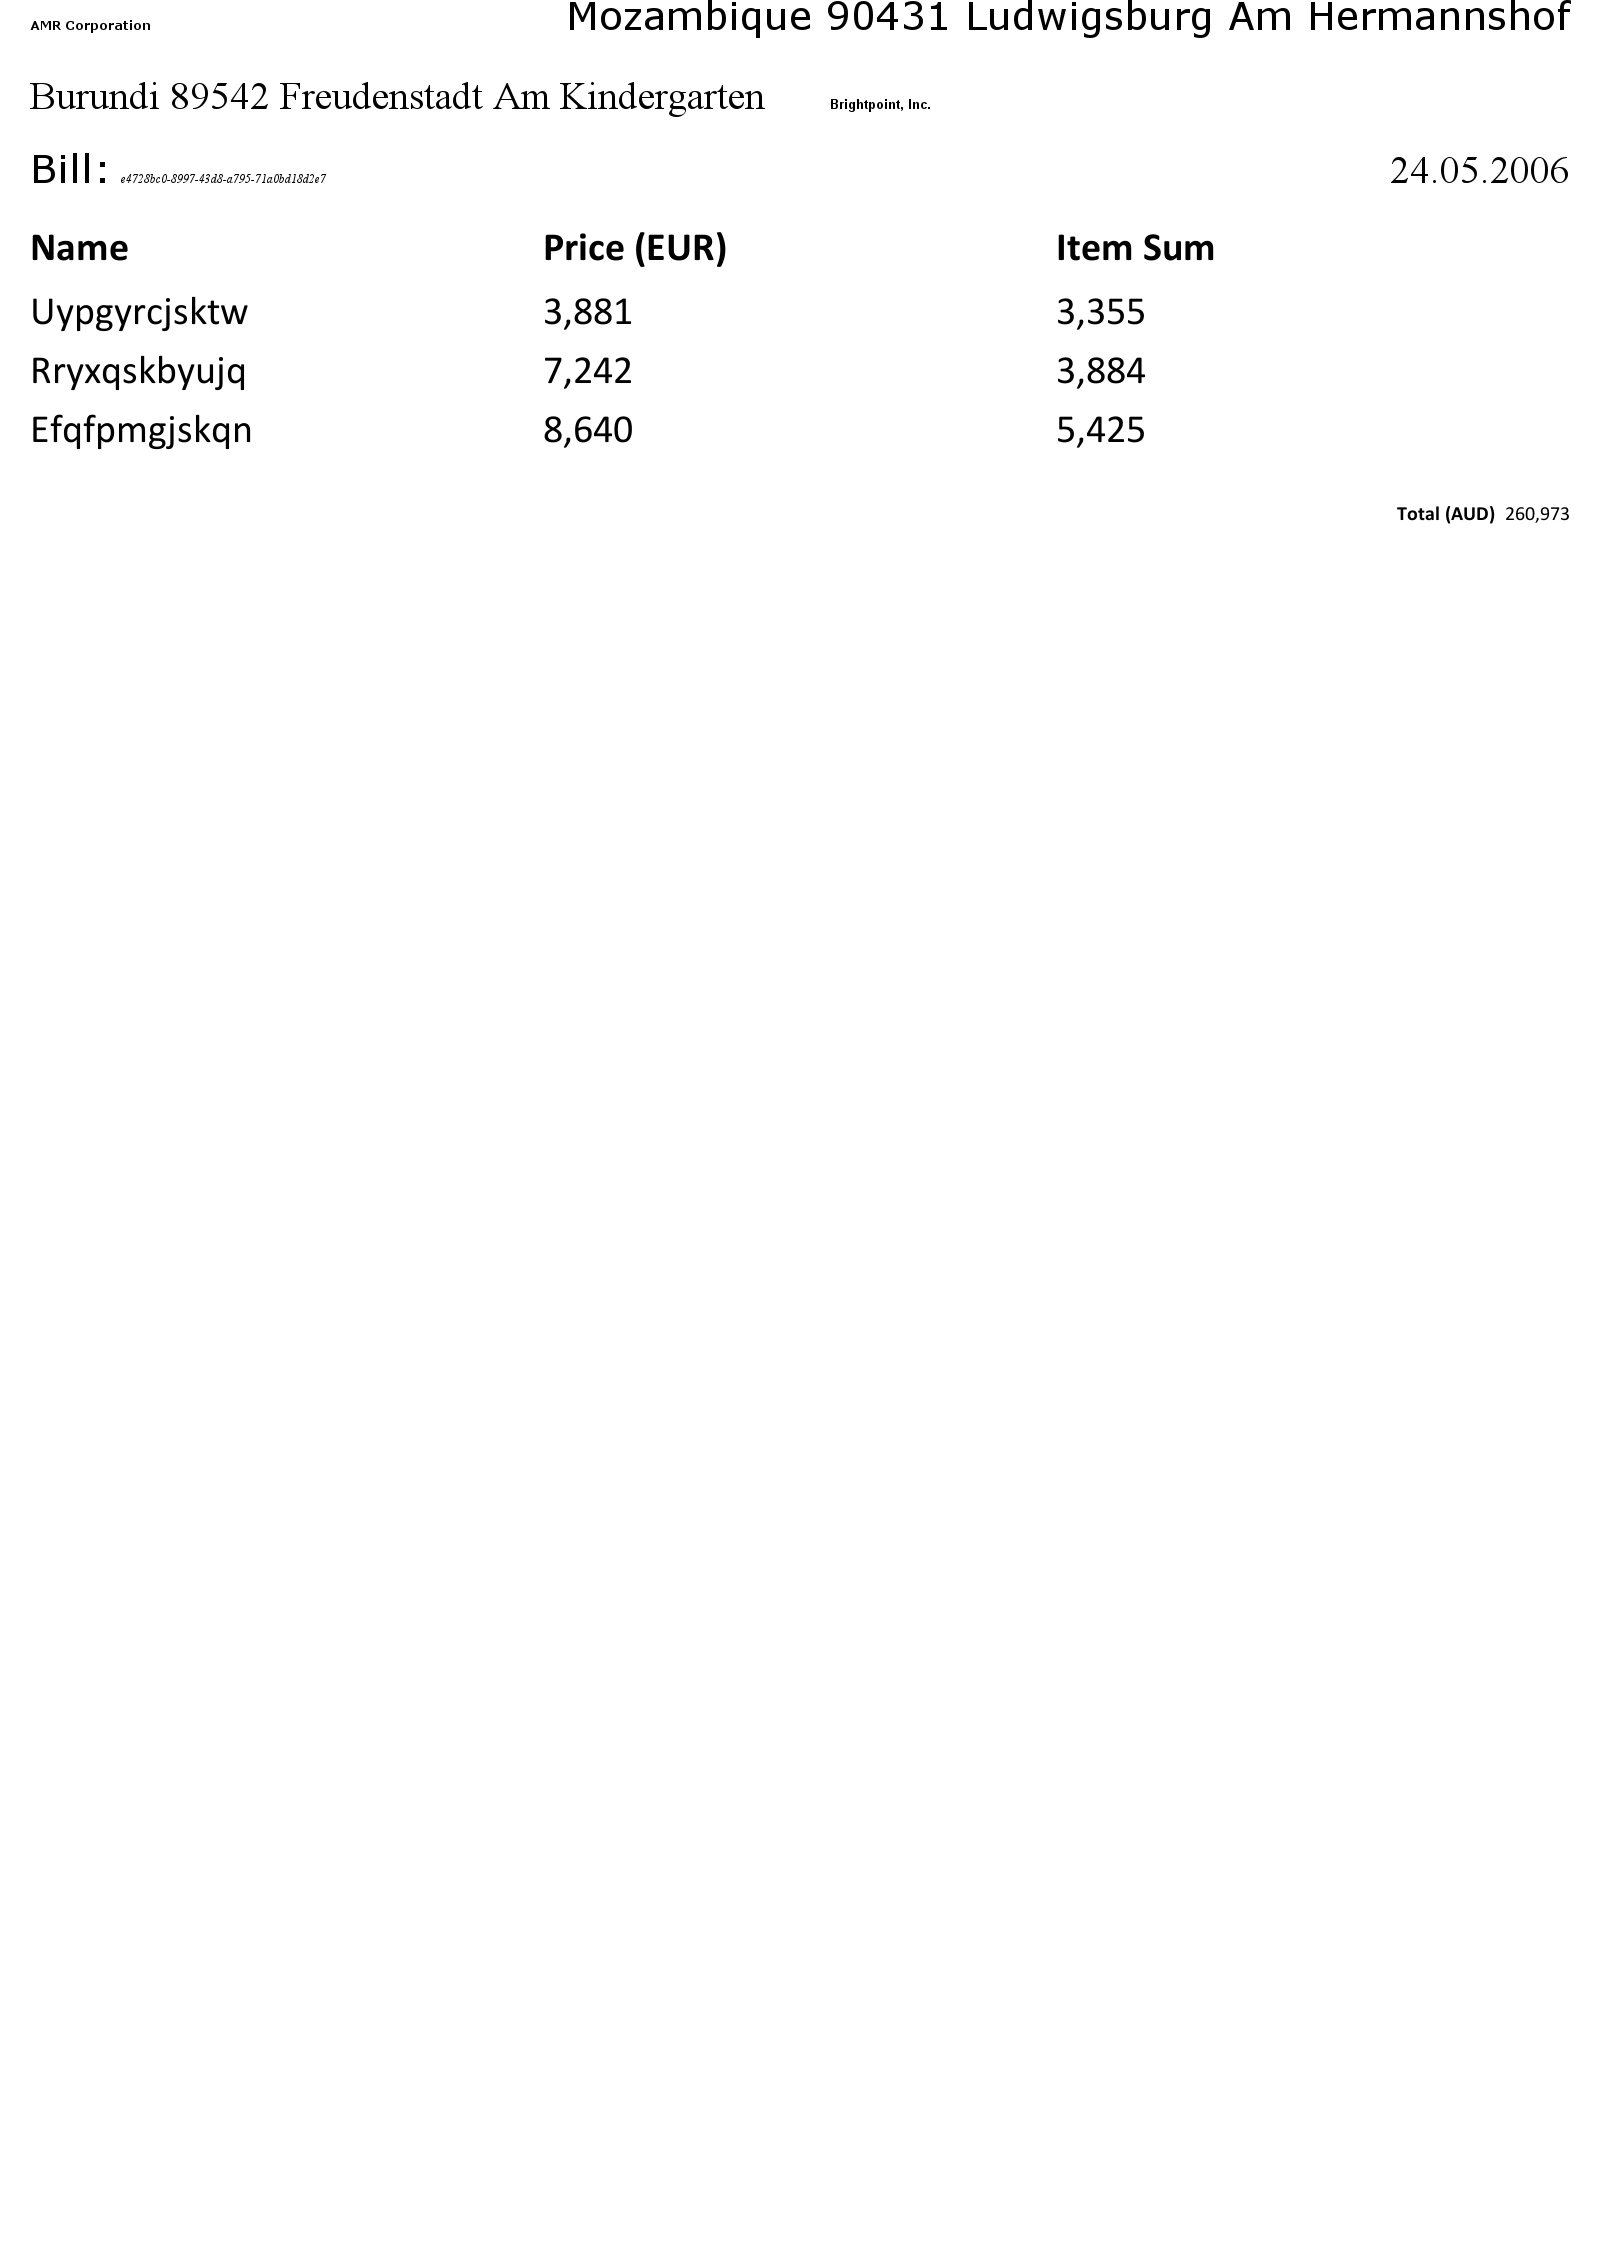 AMR Corporation Mozambique 90431 Ludwigsburg Am Hermannshof
Burundi 89542 Freudenstadt Am Kindergarten Brightpoint, Inc.
Bill: e4728bc0-8997-43d8-a795-71a0bd18d2e7 24.05.2006
Name Price (EUR) Item Sum
Uypgyrcjsktw 3,881 3,355
Rryxqskbyujq 7,242 3,884
Efqfpmgjskqn 8,640 5,425
Total (AUD) 260,973